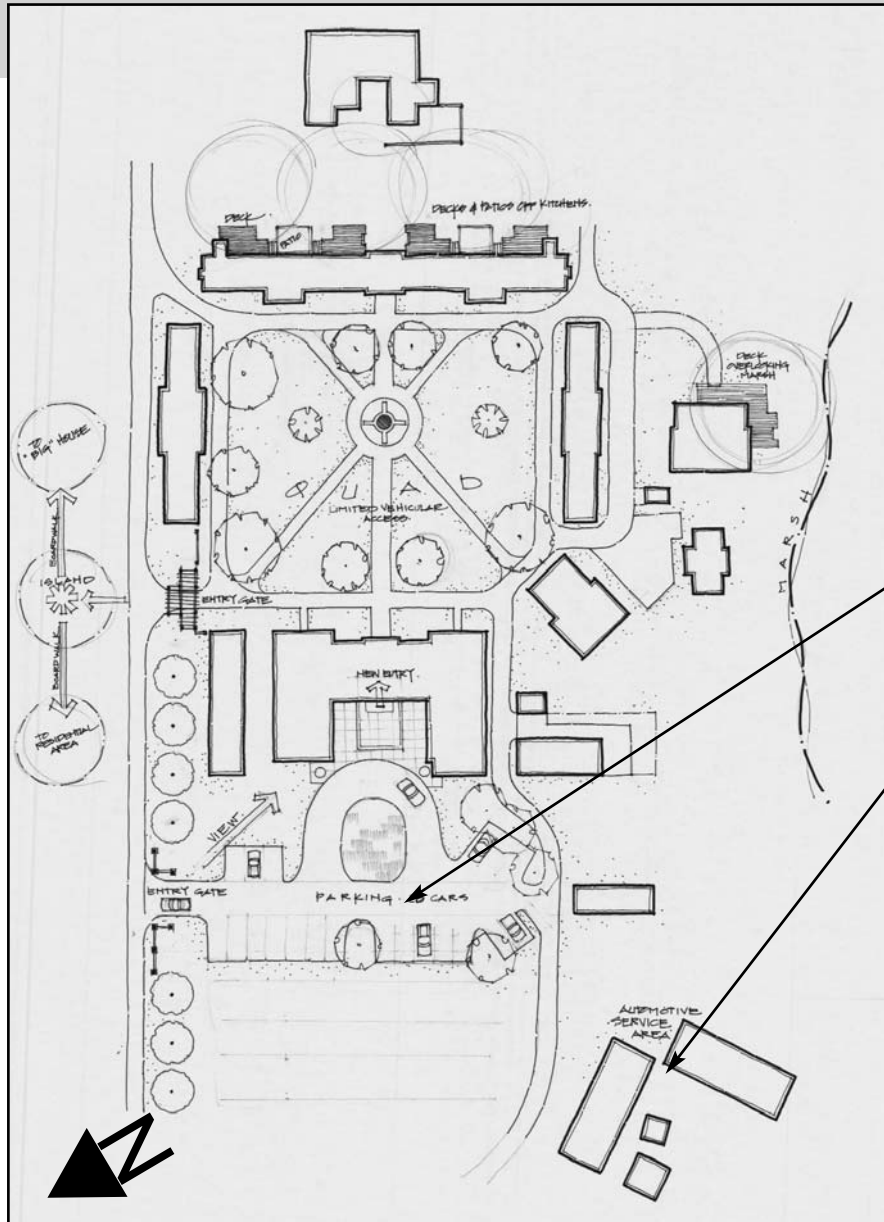 DECK.
DECKS & PATIOS OFF KITCHENS.
PATIO
DECK
OVERLOOKING
MARSH
TO
"BIG" HOUSE
QUAD
LIMITED VEHICULAR
ACCESS
BOARDWALK
ISLAND
ENTRY GATE
MARSH
BOARDWALK
NEW ENTRY
TO
RESIDENTIAL
AREA
VIEW
ENTRY GATE
PARKING CARS
AUTOMOTIVE
SERVICE
AREA
N